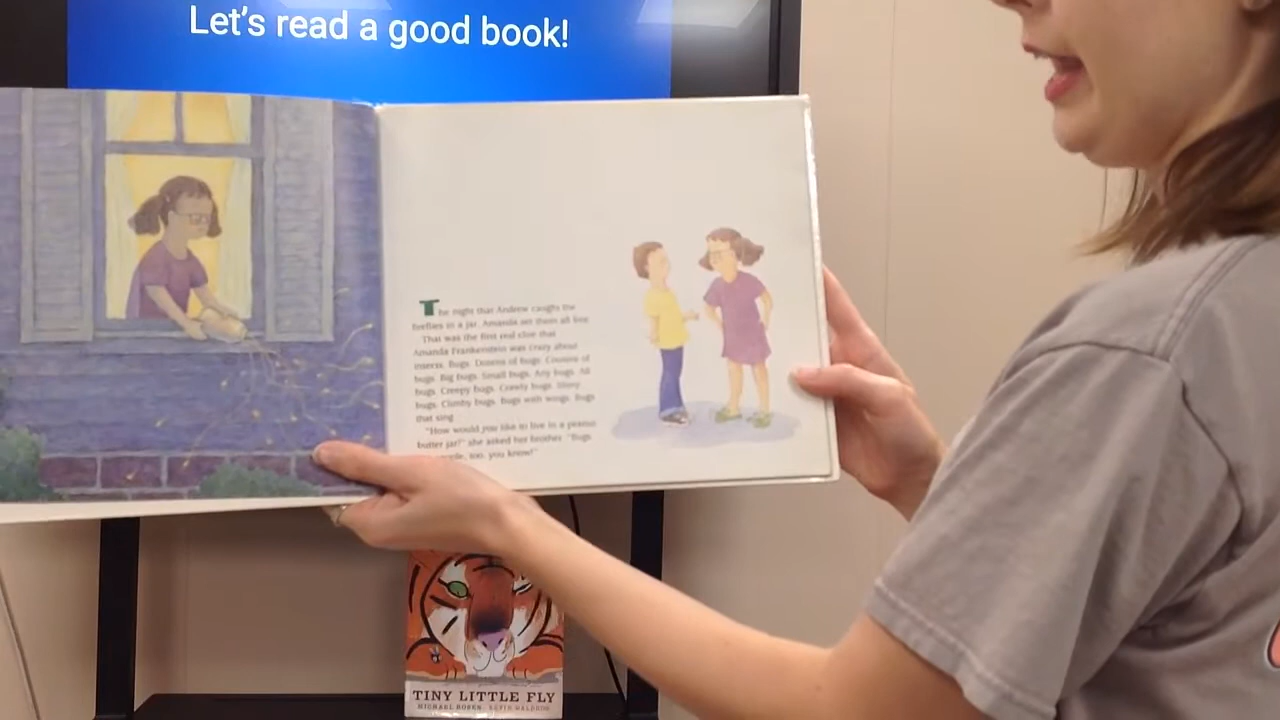 Let's read a good book!
The night that Andrew caught the
fireflies in a jar, Amanda set them all free.
That was the first real clue that
Amanda Frankenstein was crazy about
insects. Bugs. Dozens of bugs. Cousins of
bugs. Big bugs. Small bugs. Any bugs. All
bugs. Creepy bugs. Crawly bugs. Slimy
bugs. Climby bugs. Bugs with wings. Bugs
that sing.
"How would you like to live in a peanut
butter jar?" she asked her brother. "Bugs
too, you know!"
TINY LITTLE FLY
MICHAEL ROSEN KEVIN WALDRON